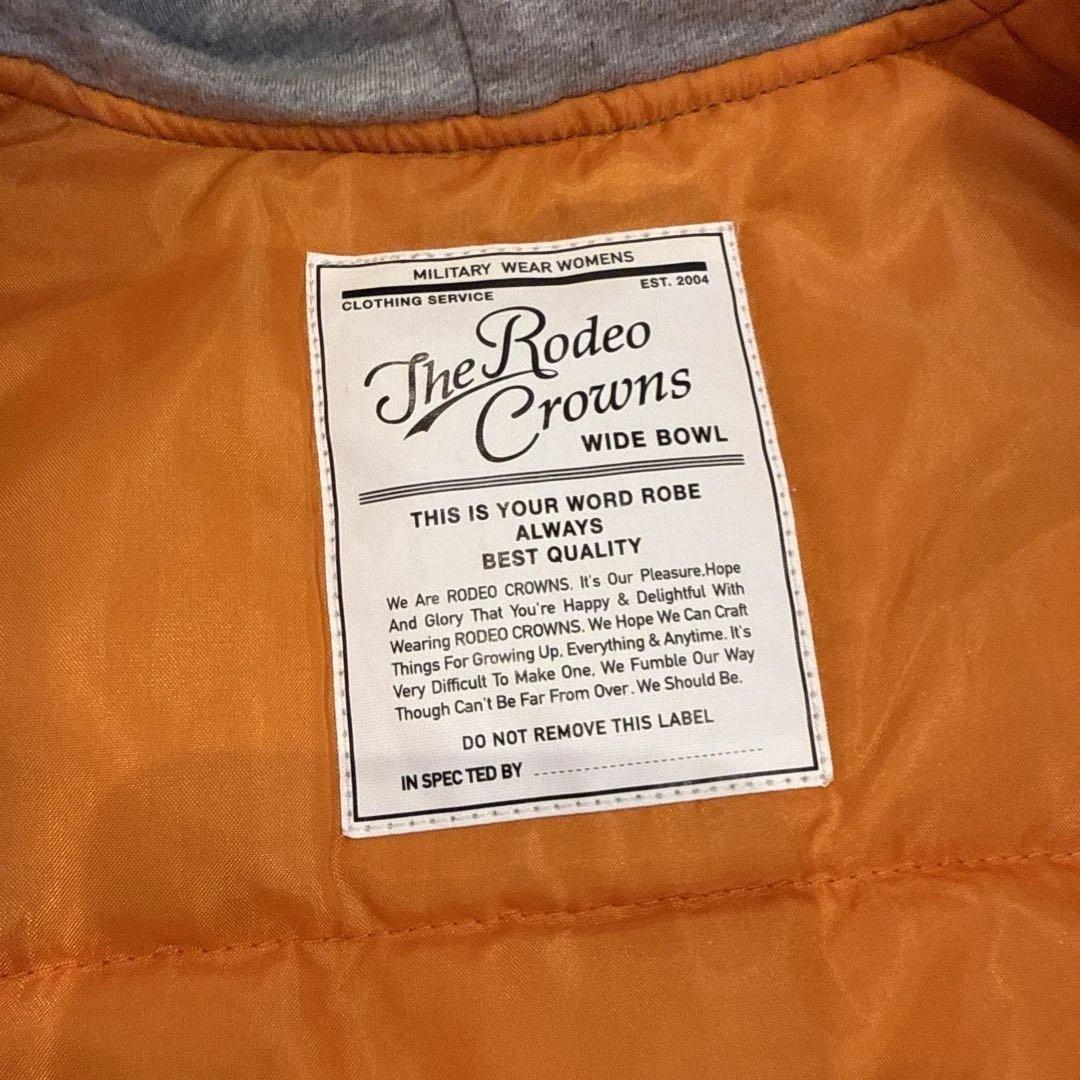 MILITARY WEAR WOMENS
CLOTHING SERVICE EST. 2004
The Rodeo
Crowns
WIDE BOWL
THIS IS YOUR WORD ROBE
ALWAYS
BEST QUALITY
We Are RODEO CROWNS. It's Our Pleasure,Hope
And Glory That You're Happy & Delightful With
Wearing RODEO CROWNS. We Hope We Can Craft
Things For Growing Up, Everything & Anytime. It's
Very Difficult To Make One, We Fumble Our Way
Though Can't Be Far From Over. We Should Be.
DO NOT REMOVE THIS LABEL
IN SPEC TED BY